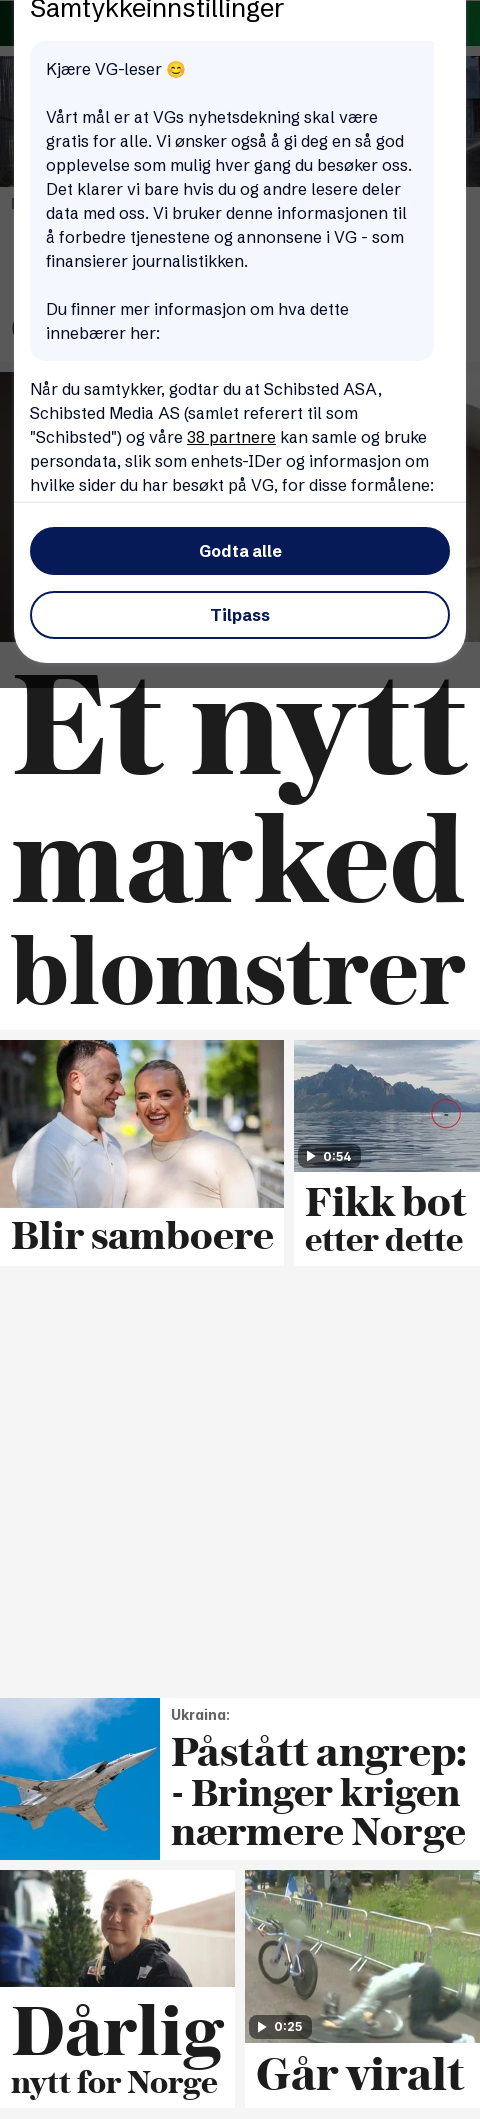 Samtykkeinnstillinger
Kjære VG-leser 😊
Vårt mål er at VGs nyhetsdekning skal være
gratis for alle. Vi ønsker også å gi deg en så god
opplevelse som mulig hver gang du besøker oss.
Det klarer vi bare hvis du og andre lesere deler
data med oss. Vi bruker denne informasjonen til
å forbedre tjenestene og annonsene i VG - som
finansierer journalistikken.
Du finner mer informasjon om hva dette
innebærer her:
Når du samtykker, godtar du at Schibsted ASA,
Schibsted Media AS (samlet referert til som
"Schibsted") og våre 38 partnere kan samle og bruke
persondata, slik som enhets-IDer og informasjon om
hvilke sider du har besøkt på VG, for disse formålene:
Godta alle
Tilpass
Et nytt
marked
blomstrer
0:54
Blir samboere
Fikk bot
etter dette
Ukraina:
Påstått angrep:
- Bringer krigen
nærmere Norge
0:25
Dårlig
nytt for Norge
Går viralt